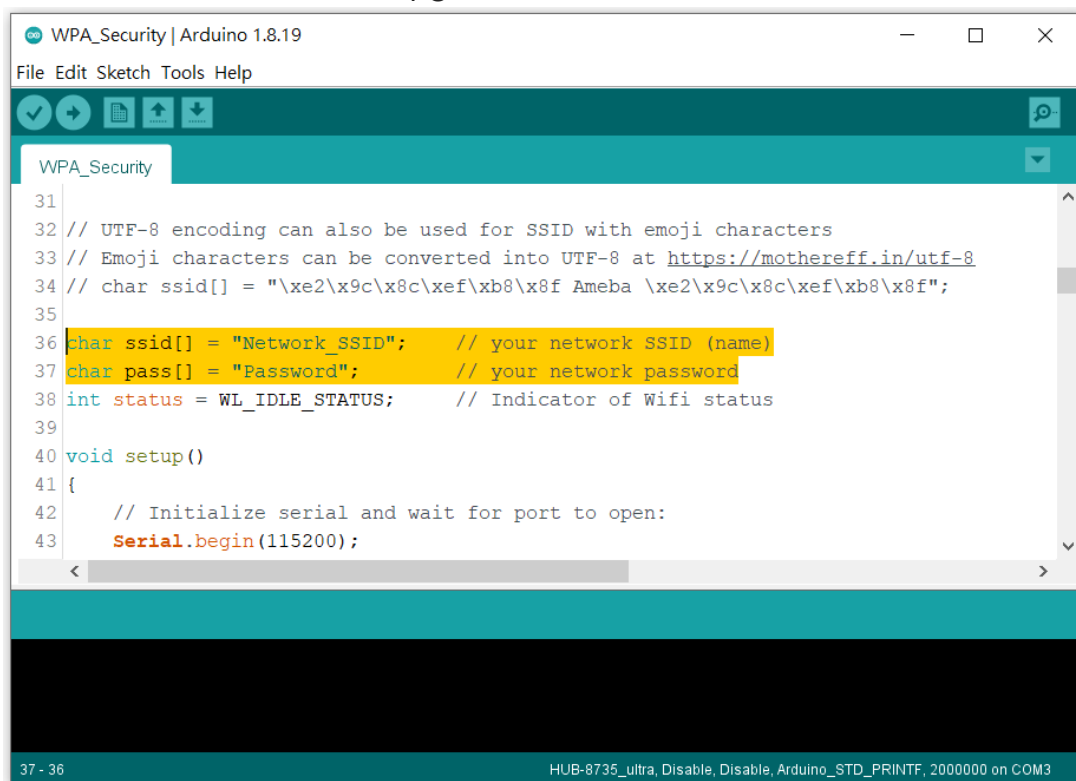 WPA_Security | Arduino 1.8.19
File Edit Sketch Tools Help
WPA_Security
31
32 // UTF-8 encoding can also be used for SSID with emoji characters
33 // Emoji characters can be converted into UTF-8 at https://mothereff.in/utf-8
34 // char ssid[] = "\xe2\x9c\x8c\xef\xb8\x8f Ameba \xe2\x9c\x8c\xef\xb8\x8f";
35
36 char ssid[] = "Network_SSID";    // your network SSID (name)
37 char pass[] = "Password";        // your network password
38 int status = WL_IDLE_STATUS;     // Indicator of Wifi status
39
40 void setup()
41 {
42     // Initialize serial and wait for port to open:
43     Serial.begin(115200);
37 - 36 HUB-8735_ultra, Disable, Disable, Arduino_STD_PRINTF, 2000000 on COM3